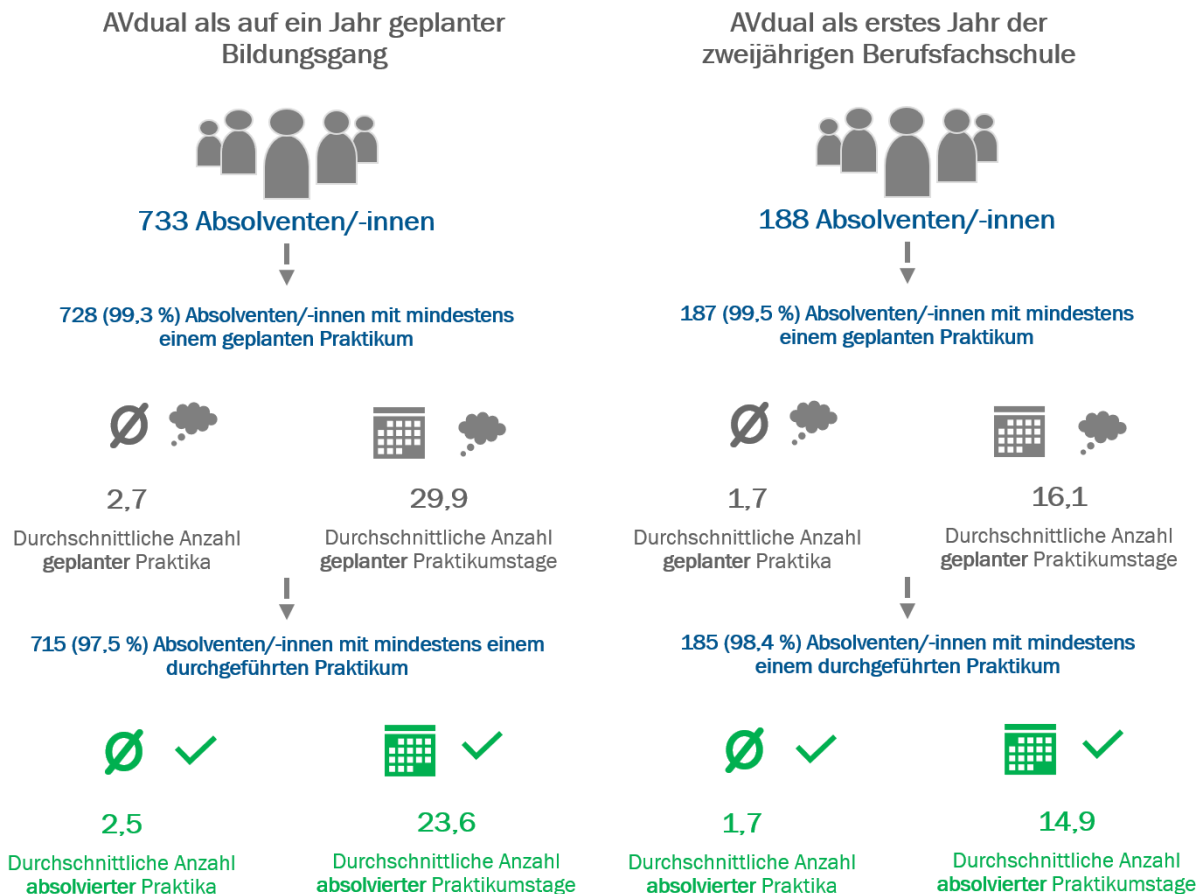 AVdual als auf ein Jahr geplanter
Bildungsgang
733 Absolventen/-innen
728 (99,3 %) Absolventen/-innen mit mindestens
einem geplanten Praktikum
Ø
2,7
Durchschnittliche Anzahl
geplanter Praktika
29,9
Durchschnittliche Anzahl
geplanter Praktikumstage
715 (97,5 %) Absolventen/-innen mit mindestens einem
durchgeführten Praktikum
Ø
2,5
Durchschnittliche Anzahl
absolvierter Praktika
23,6
Durchschnittliche Anzahl
absolvierter Praktikumstage
AVdual als erstes Jahr der
zweijährigen Berufsfachschule
188 Absolventen/-innen
187 (99,5 %) Absolventen/-innen mit mindestens
einem geplanten Praktikum
Ø
1,7
Durchschnittliche Anzahl
geplanter Praktika
16,1
Durchschnittliche Anzahl
geplanter Praktikumstage
185 (98,4 %) Absolventen/-innen mit mindestens
einem durchgeführten Praktikum
Ø
1,7
Durchschnittliche Anzahl
absolvierter Praktika
14,9
Durchschnittliche Anzahl
absolvierter Praktikumstage